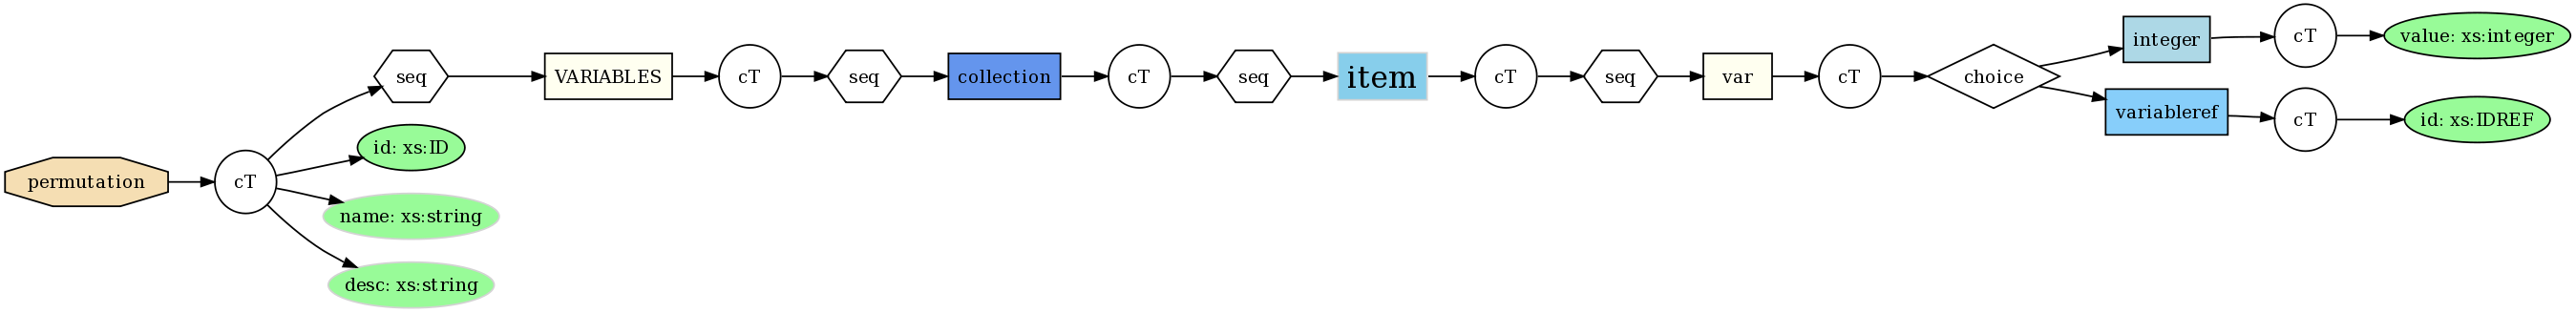 permutation
cT
seq
id: xs:ID
name: xs:string
desc: xs:string
VARIABLES
cT
seq
collection
cT
seq
item
cT
seq
var
cT
choice
integer
cT
value: xs:integer
variableref
cT
id: xs:IDREF